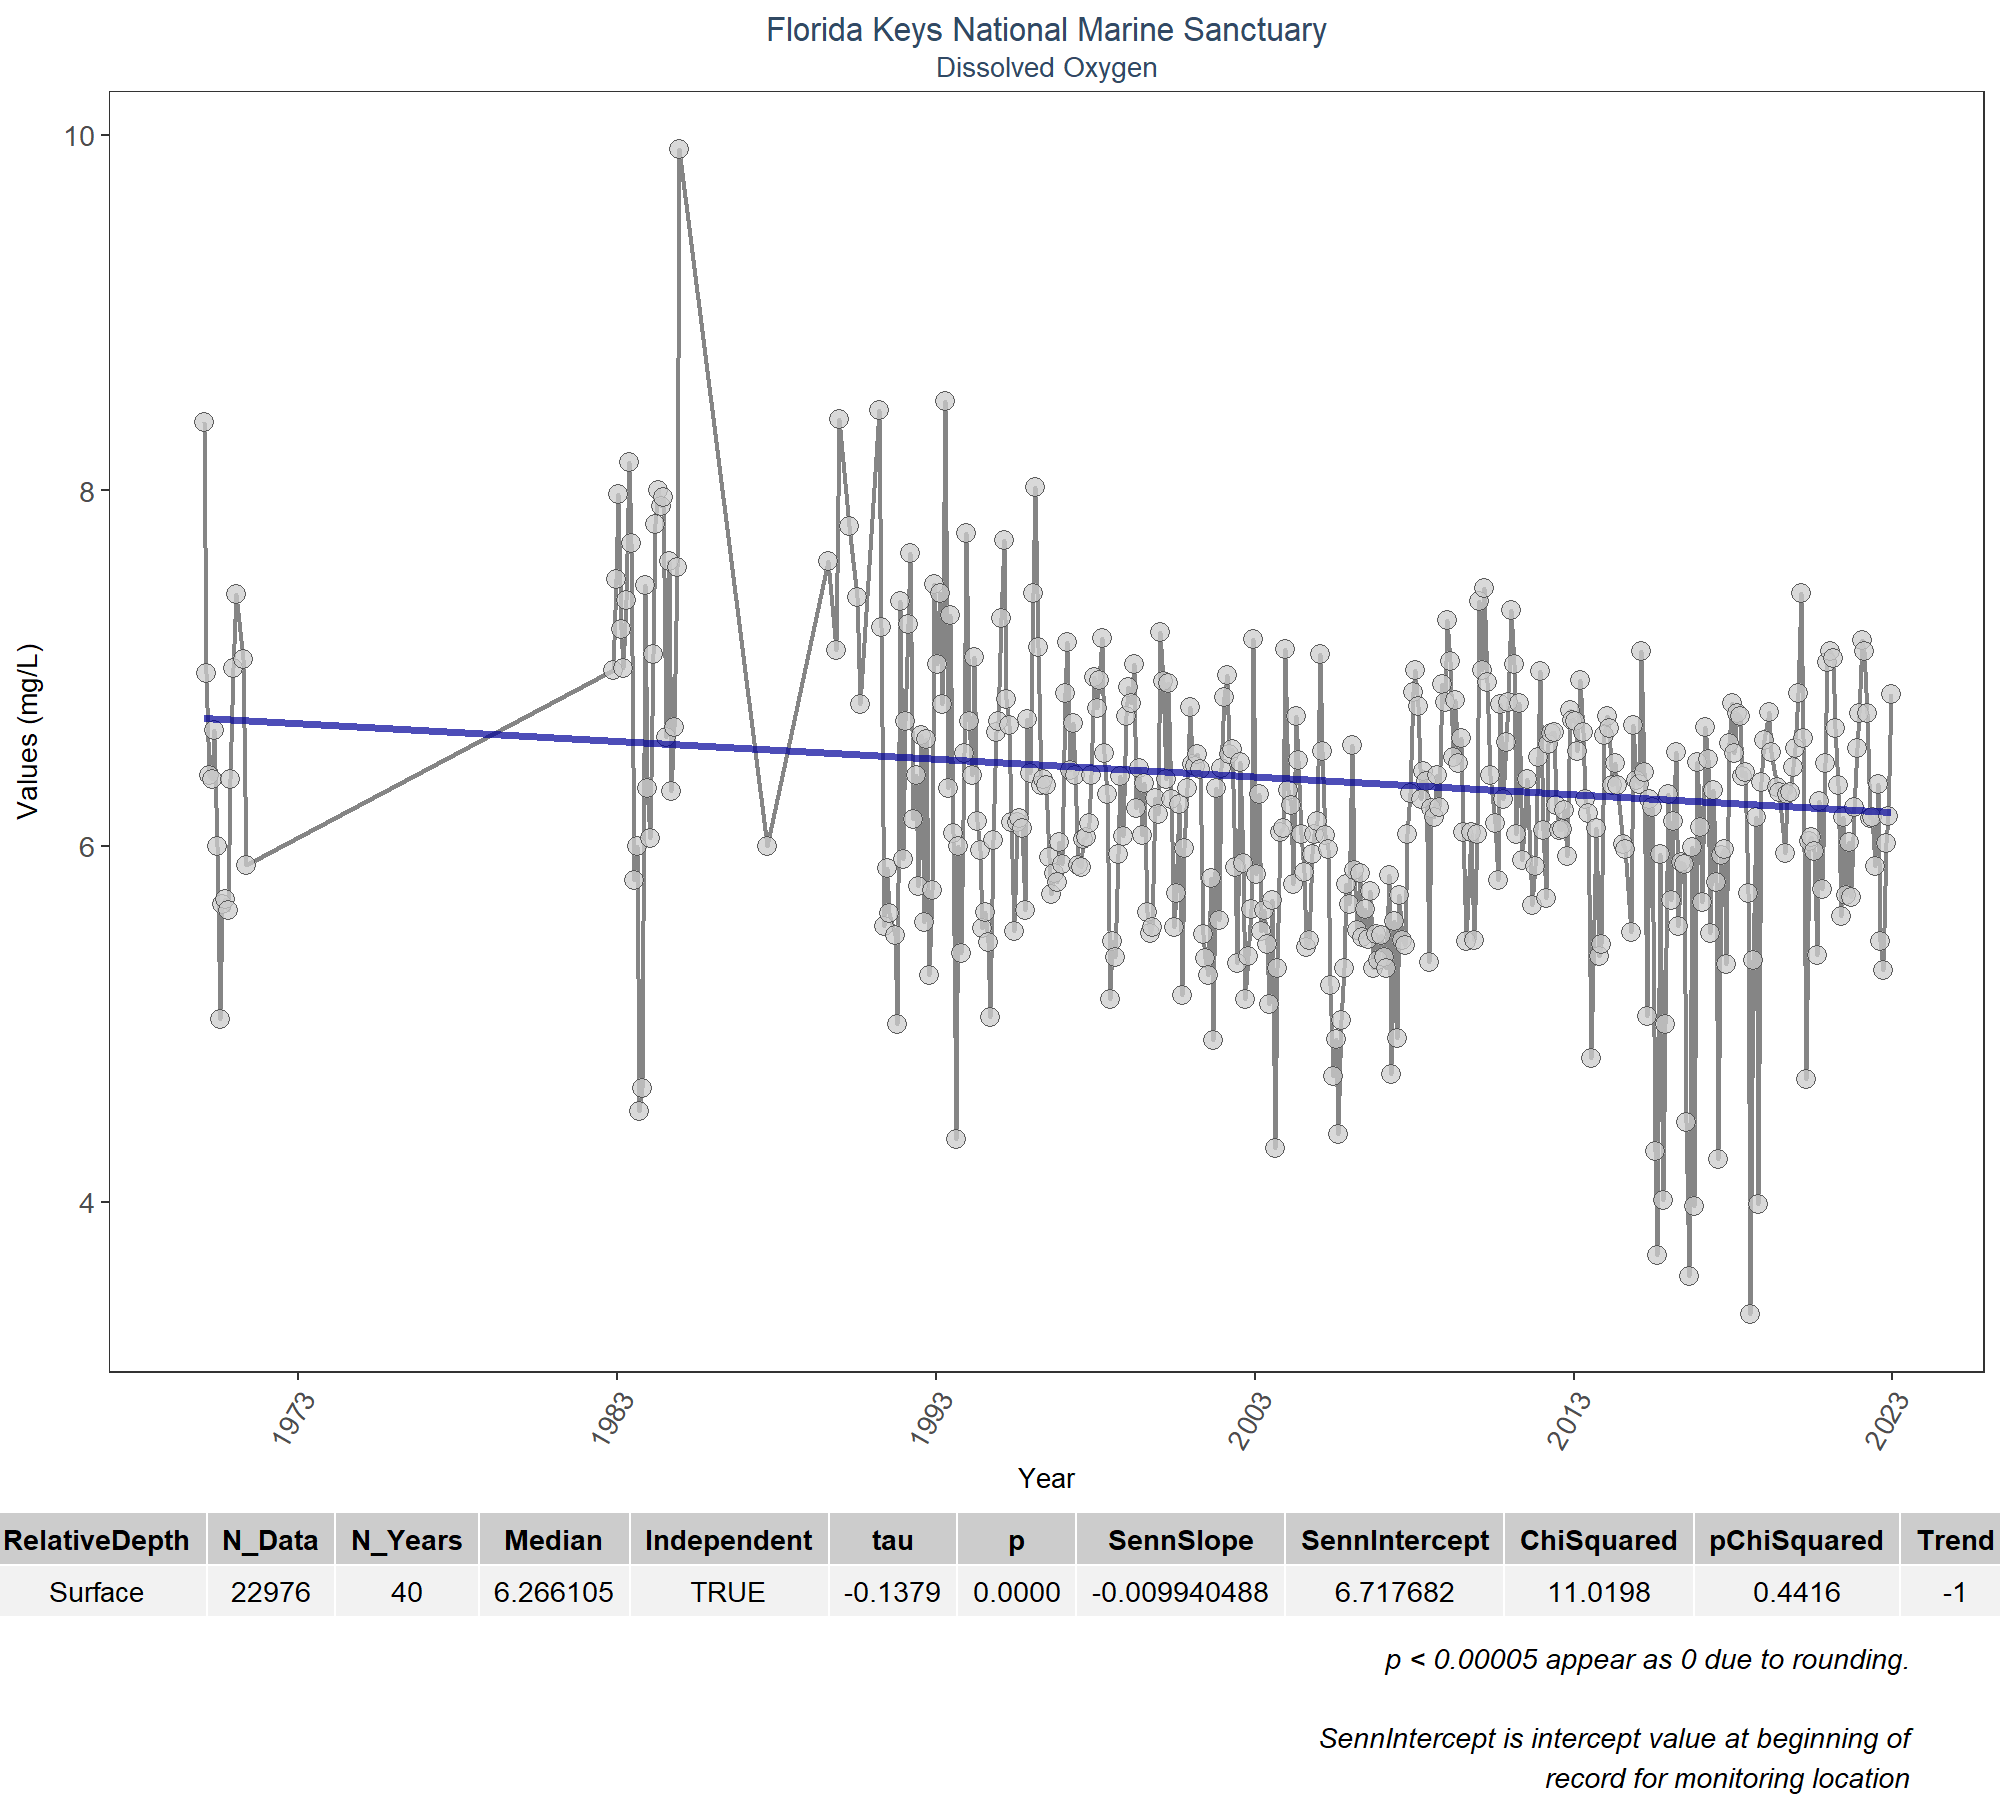 Florida Keys National Marine Sanctuary
Dissolved Oxygen
10
8
6
4
Values (mg/L)
1973
1983
1993
2003
2013
2023
Year
RelativeDepth N_Data N_Years Median Independent tau p SennSlope SennIntercept ChiSquared pChiSquared Trend
Surface 22976 40 6.266105 TRUE -0.1379 0.0000 -0.009940488 6.717682 11.0198 0.4416 -1
p < 0.00005 appear as 0 due to rounding.
SennIntercept is intercept value at beginning of
record for monitoring location